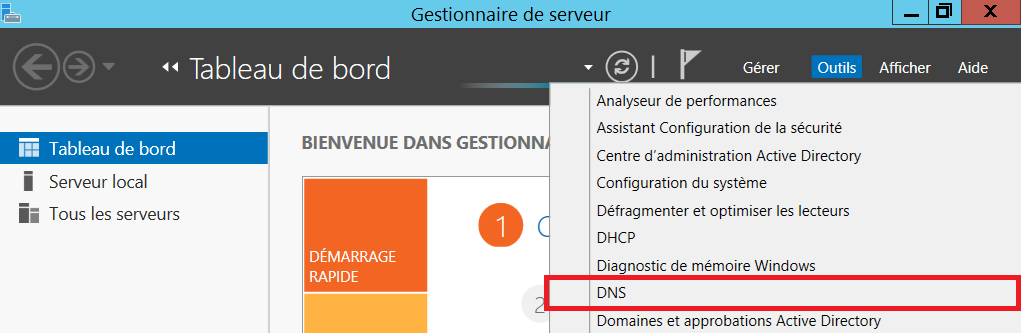 Gestionnaire de serveur
Tableau de bord
Gérer Outils Afficher Aide
Tableau de bord
Serveur local
Tous les serveurs
BIENVENUE DANS GESTIONNA
DÉMARRAGE
RAPIDE
1
2
Analyseur de performances
Assistant Configuration de la sécurité
Centre d’administration Active Directory
Configuration du système
Défragmenter et optimiser les lecteurs
DHCP
Diagnostic de mémoire Windows
DNS
Domaines et approbations Active Directory